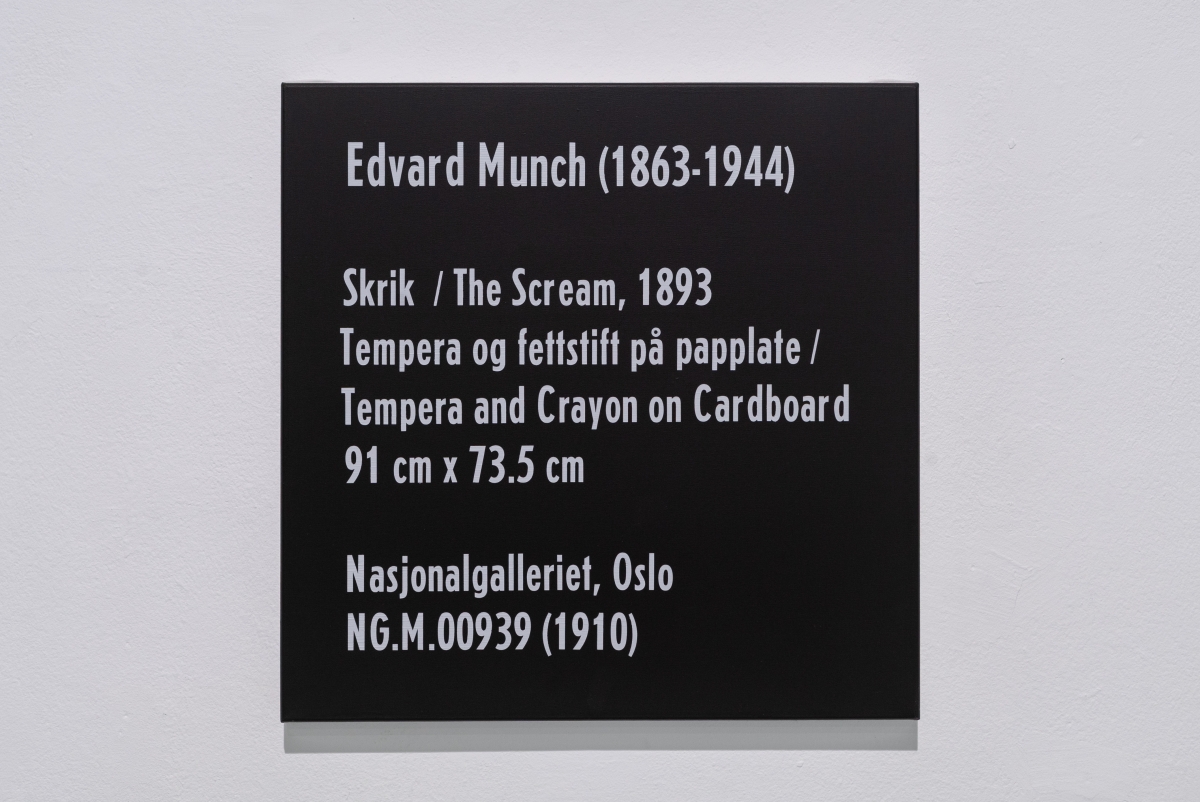 Edvard Munch (1863-1944)
Skrik / The Scream, 1893
Tempera og fettstift på papplate /
Tempera and Crayon on Cardboard
91 cm x 73.5 cm
Nasjonalgalleriet, Oslo
NG.M.00939 (1910)